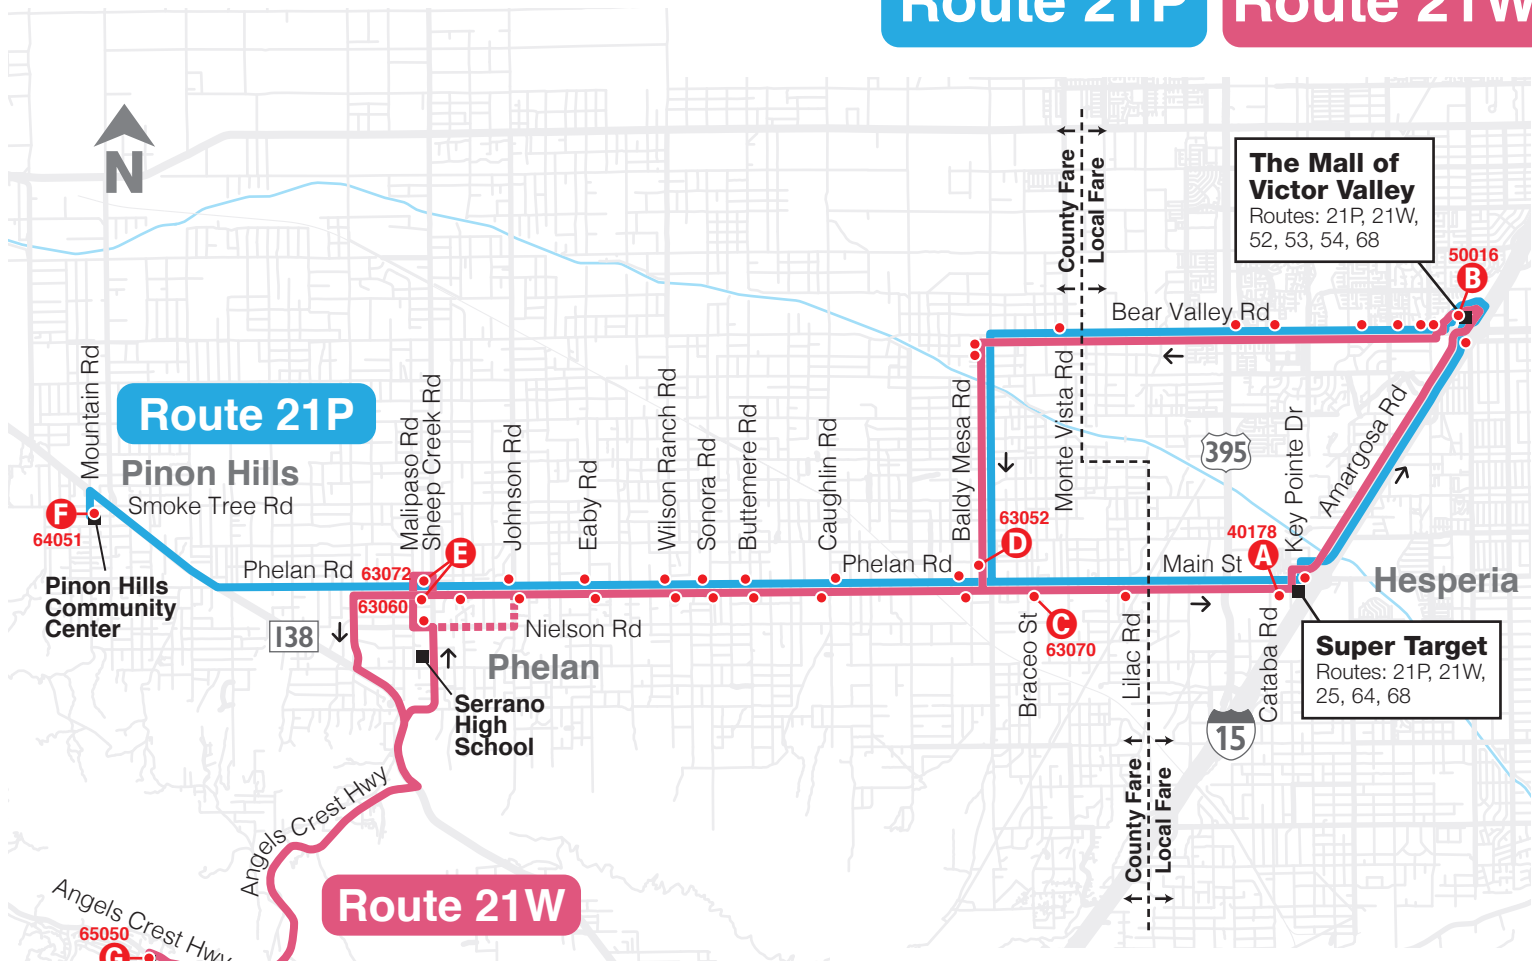 Route 21P
Route 21W
N
County Fare
Local Fare
The Mall of
Victor Valley
Routes: 21P, 21W,
52, 53, 54, 68
50016
B
Bear Valley Rd
Mountain Rd
Route 21P
Pinon Hills
Smoke Tree Rd
F
64051
Pinon Hills
Community
Center
Phelan Rd
Malipaso Rd
Sheep Creek Rd
Johnson Rd
Eaby Rd
Wilson Ranch Rd
Sonora Rd
Buttemere Rd
Caughlin Rd
Baldy Mesa Rd
Monte Vista Rd
395
Key Pointe Dr
Amargosa Rd
E
63072
63060
Phelan Rd
63052
D
Main St
40178
A
Hesperia
138
Nielson Rd
Phelan
Serrano
High
School
Braceo St
C
63070
Lilac Rd
Cataba Rd
Super Target
Routes: 21P, 21W,
25, 64, 68
15
County Fare
Local Fare
Angels Crest Hwy
Route 21W
Angels Crest Hwy
65050
G